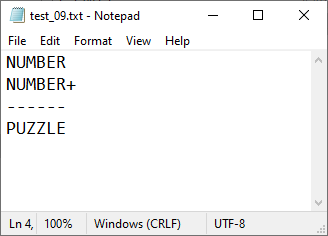 test_09.txt - Notepad
File Edit Format View Help
NUMBER
NUMBER+
------
PUZZLE
Ln 4, 100% Windows (CRLF) UTF-8